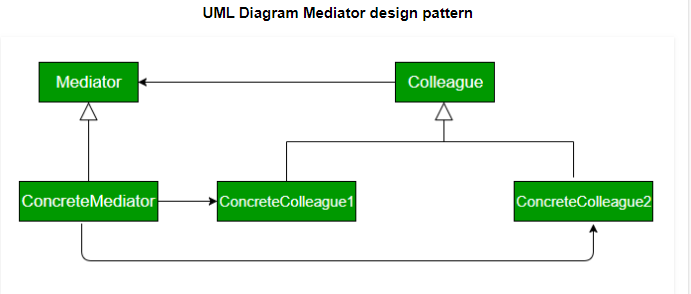 UML Diagram Mediator design pattern
Mediator
Colleague
ConcreteMediator
ConcreteColleague1
ConcreteColleague2